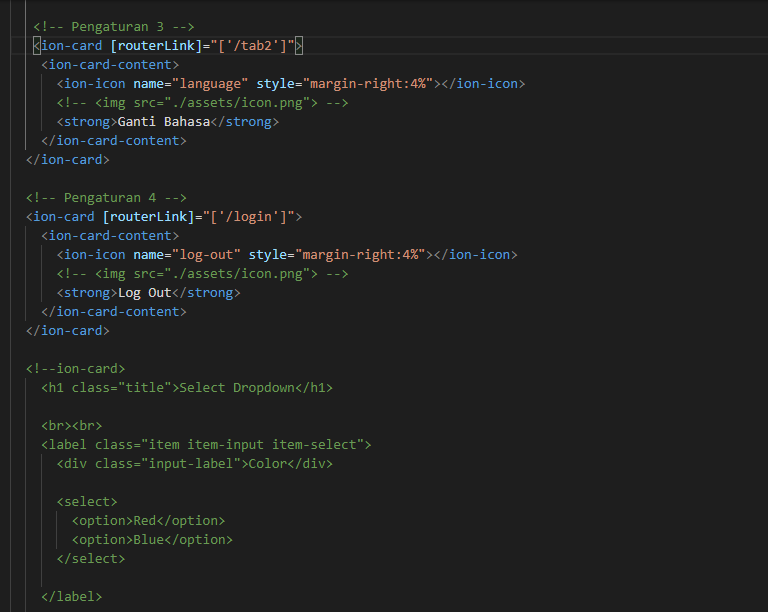 <!-- Pengaturan 3 -->
<ion-card [routerLink]="['/tab2']">
<ion-card-content>
<ion-icon name="language" style="margin-right:4%"></ion-icon>
<!-- <img src="./assets/icon.png"> -->
<strong>Ganti Bahasa</strong>
</ion-card-content>
</ion-card>
<!-- Pengaturan 4 -->
<ion-card [routerLink]="['/login']">
<ion-card-content>
<ion-icon name="log-out" style="margin-right:4%"></ion-icon>
<!-- <img src="./assets/icon.png"> -->
<strong>Log Out</strong>
</ion-card-content>
</ion-card>
<!--ion-card>
<h1 class="title">Select Dropdown</h1>
<br><br>
<label class="item item-input item-select">
<div class="input-label">Color</div>
<select>
<option>Red</option>
<option>Blue</option>
</select>
</label>